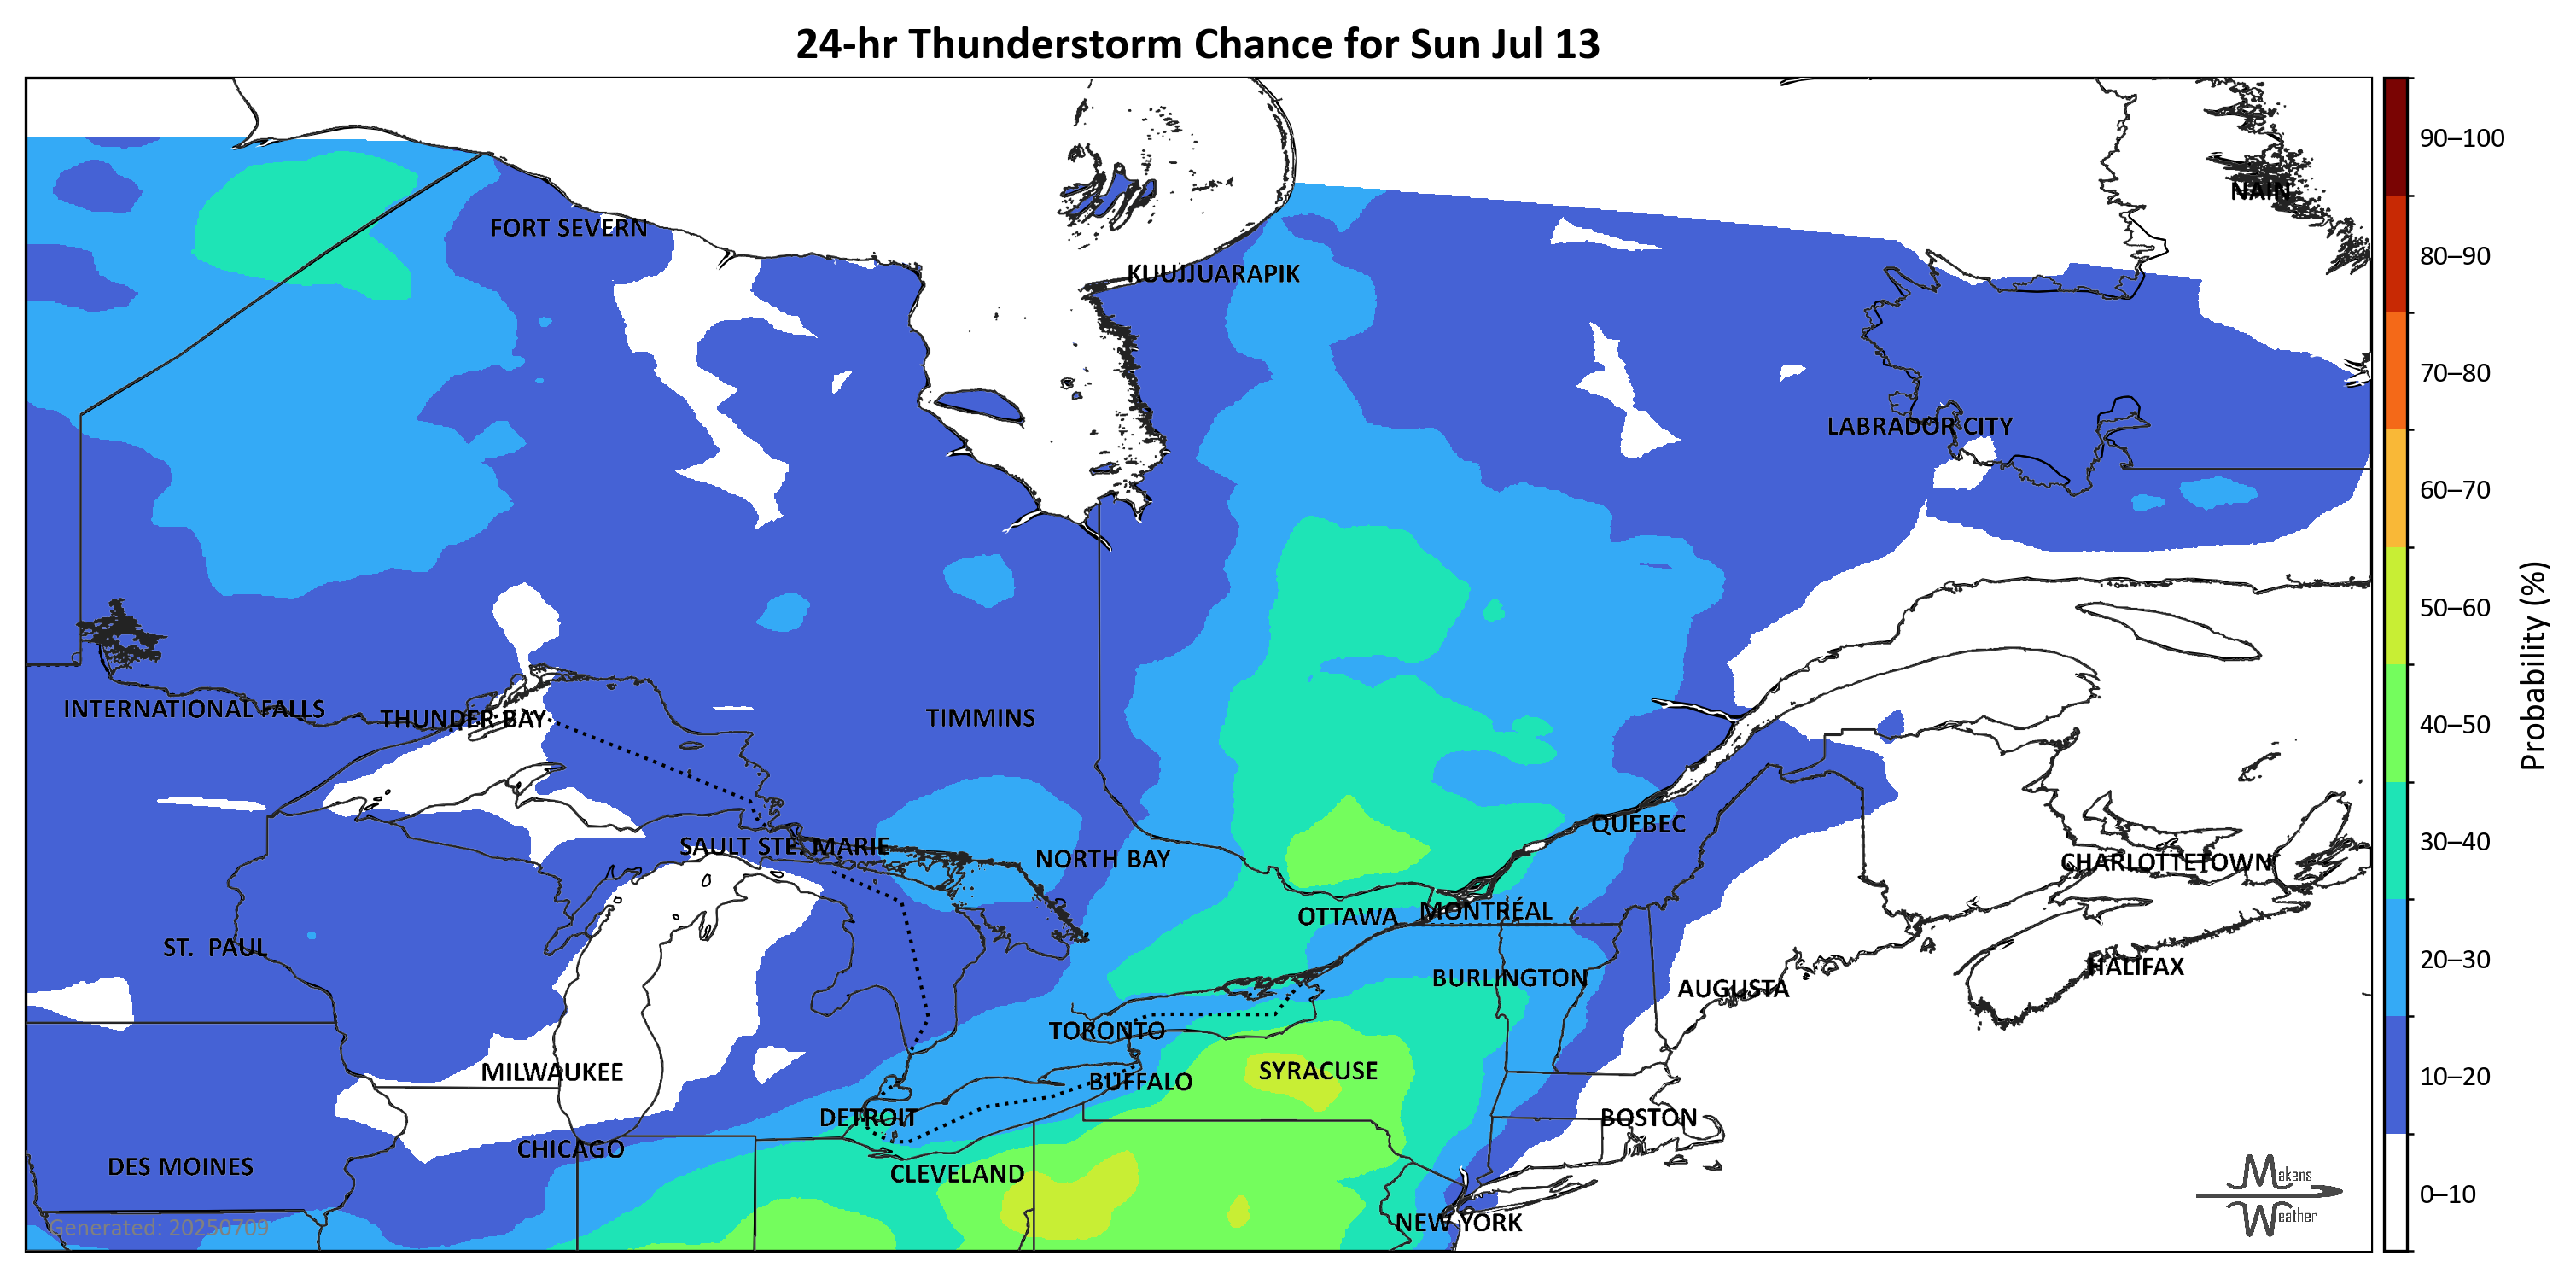 24-hr Thunderstorm Chance for Sun Jul 13
90–100
NAIN
FORT SEVERN
80–90
KUUJJUARAPIK
70–80
LABRADOR CITY
60–70
50–60
Probability (%)
INTERNATIONAL FALLS
THUNDER BAY
TIMMINS
40–50
QUEBEC
SAULT STE. MARIE
NORTH BAY
30–40
CHARLOTTETOWN
OTTAWA
MONTRÉAL
ST. PAUL
20–30
HALIFAX
BURLINGTON
AUGUSTA
TORONTO
MILWAUKEE
SYRACUSE
BUFFALO
10–20
DETROIT
BOSTON
CHICAGO
DES MOINES
CLEVELAND
Makens
Weather
0–10
NEW YORK
Generated: 20250709